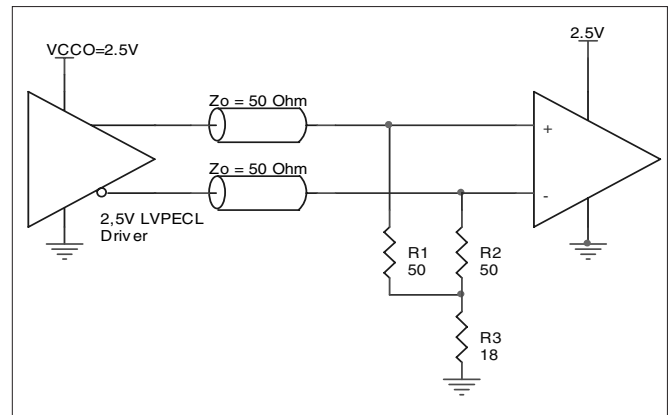 VCCO=2.5V
2.5V
Zo = 50 Ohm
+
Zo = 50 Ohm
-
2,5V LVPECL
Driver
R1
50
R2
50
R3
18